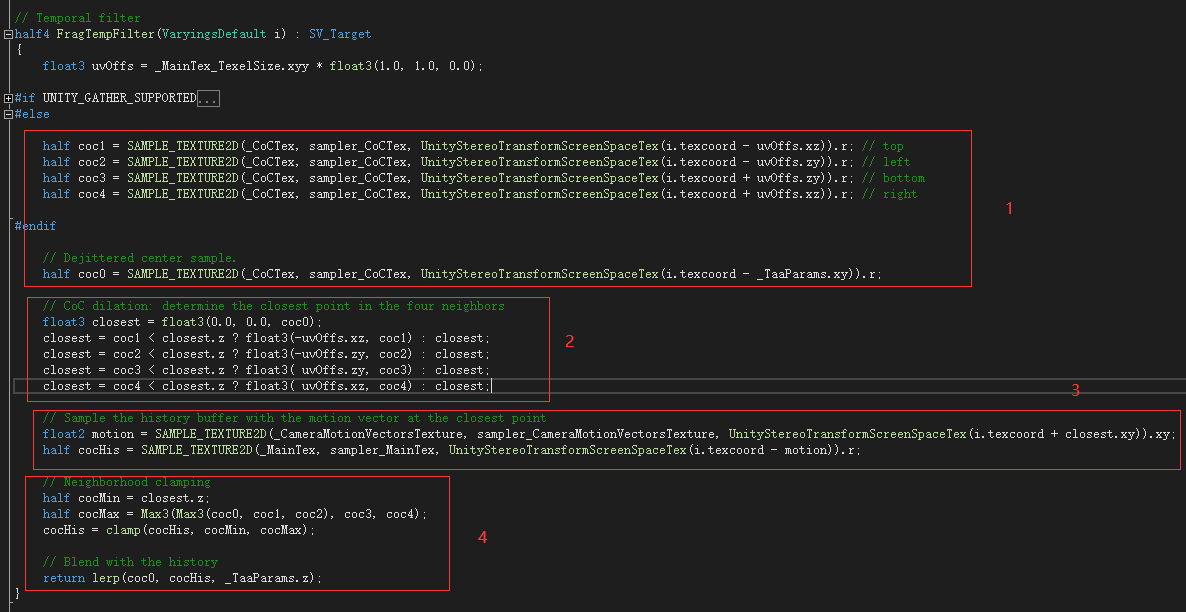 // Temporal filter
half4 FragTempFilter(VaryingsDefault i) : SV_Target
{
float3 uvOffs = _MainTex_TexelSize.xyy * float3(1.0, 1.0, 0.0);
#if UNITY_GATHER_SUPPORTED...
#else
half coc1 = SAMPLE_TEXTURE2D(_CoCTex, sampler_CoCTex, UnityStereoTransformScreenSpaceTex(i.texcoord - uvOffs.xz)).r; // top
half coc2 = SAMPLE_TEXTURE2D(_CoCTex, sampler_CoCTex, UnityStereoTransformScreenSpaceTex(i.texcoord - uvOffs.zy)).r; // left
half coc3 = SAMPLE_TEXTURE2D(_CoCTex, sampler_CoCTex, UnityStereoTransformScreenSpaceTex(i.texcoord + uvOffs.zy)).r; // bottom
half coc4 = SAMPLE_TEXTURE2D(_CoCTex, sampler_CoCTex, UnityStereoTransformScreenSpaceTex(i.texcoord + uvOffs.xz)).r; // right
1
#endif
// Dejittered center sample.
half coc0 = SAMPLE_TEXTURE2D(_CoCTex, sampler_CoCTex, UnityStereoTransformScreenSpaceTex(i.texcoord - _TaaParams.xy)).r;
// CoC dilation: determine the closest point in the four neighbors
float3 closest = float3(0.0, 0.0, coc0);
closest = coc1 < closest.z ? float3(-uvOffs.xz, coc1) : closest;
2
closest = coc2 < closest.z ? float3(-uvOffs.zy, coc2) : closest;
closest = coc3 < closest.z ? float3( uvOffs.zy, coc3) : closest;
closest = coc4 < closest.z ? float3( uvOffs.xz, coc4) : closest;
3
// Sample the history buffer with the motion vector at the closest point
float2 motion = SAMPLE_TEXTURE2D(_CameraMotionVectorsTexture, sampler_CameraMotionVectorsTexture, UnityStereoTransformScreenSpaceTex(i.texcoord + closest.xy)).xy;
half cocHis = SAMPLE_TEXTURE2D(_MainTex, sampler_MainTex, UnityStereoTransformScreenSpaceTex(i.texcoord - motion)).r;
// Neighborhood clamping
half cocMin = closest.z;
half cocMax = Max3(Max3(coc0, coc1, coc2), coc3, coc4);
cocHis = clamp(cocHis, cocMin, cocMax);
4
// Blend with the history
return lerp(coc0, cocHis, _TaaParams.z);
}